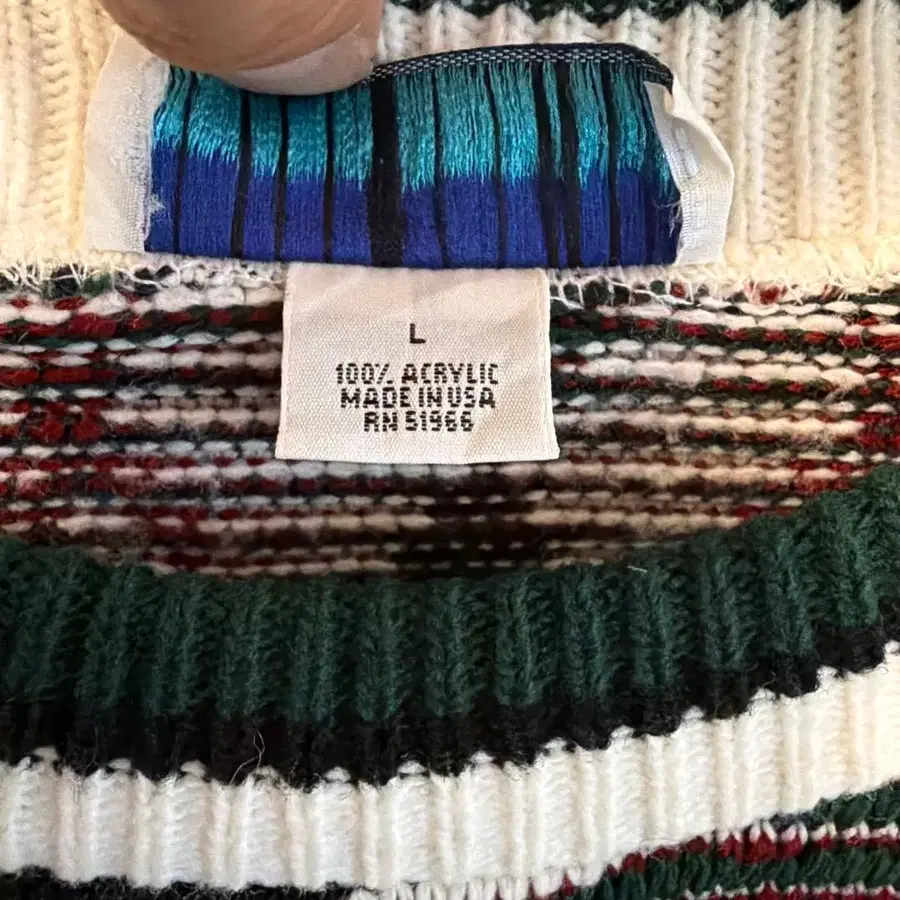 L
100% ACRYLIC
MADE IN USA
RN 51966